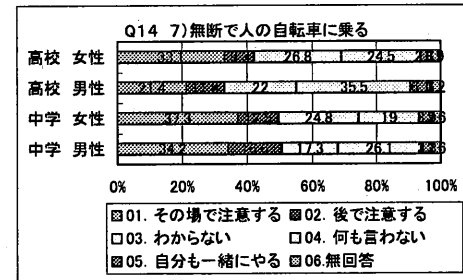 Q14 7)無断で人の自転車に乗る
高校 女性 33.1 26.8 24.5
高校 男性 21.4 22 35.5
中学 女性 37.3 24.8 19
中学 男性 34.2 17.3 26.1
0% 20% 40% 60% 80% 100%
01. その場で注意する 02. 後で注意する
03. わからない 04. 何も言わない
05. 自分も一緒にやる 06.無回答